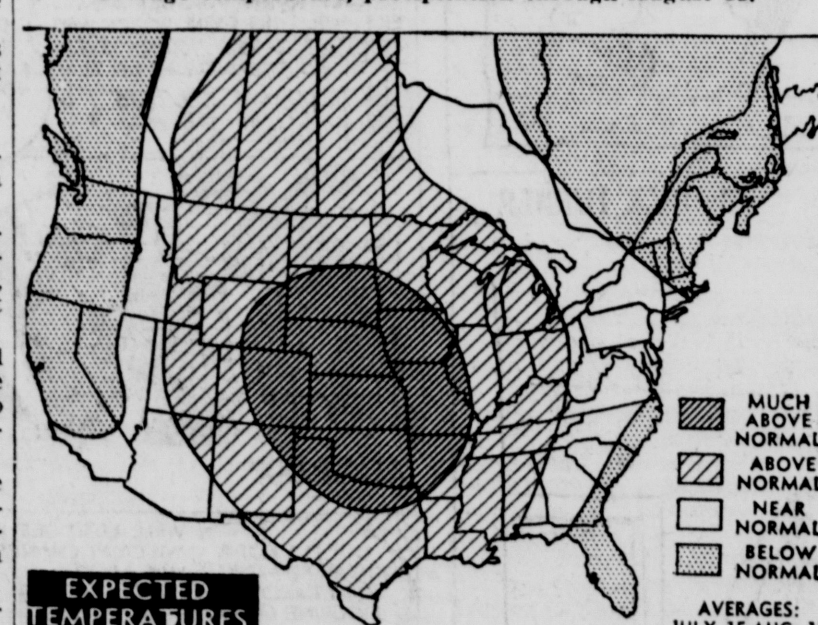 MUCH
ABOVE
NORMAL
ABOVE
NORMAL
NEAR
NORMAL
BELOW
NORMAL
EXPECTED
TEMPERATURES
AVERAGES: